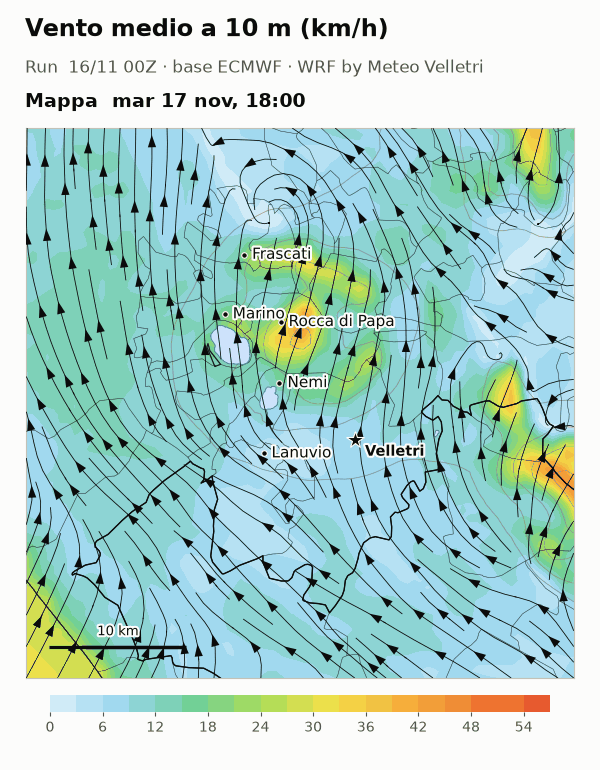 Vento medio a 10 m (km/h)
Run  16/11 00Z · base ECMWF · WRF by Meteo Velletri
Mappa  mar 17 nov, 18:00
Frascati
Marino
Rocca di Papa
Nemi
Velletri
Lanuvio
10 km
0 6 12 18 24 30 36 42 48 54